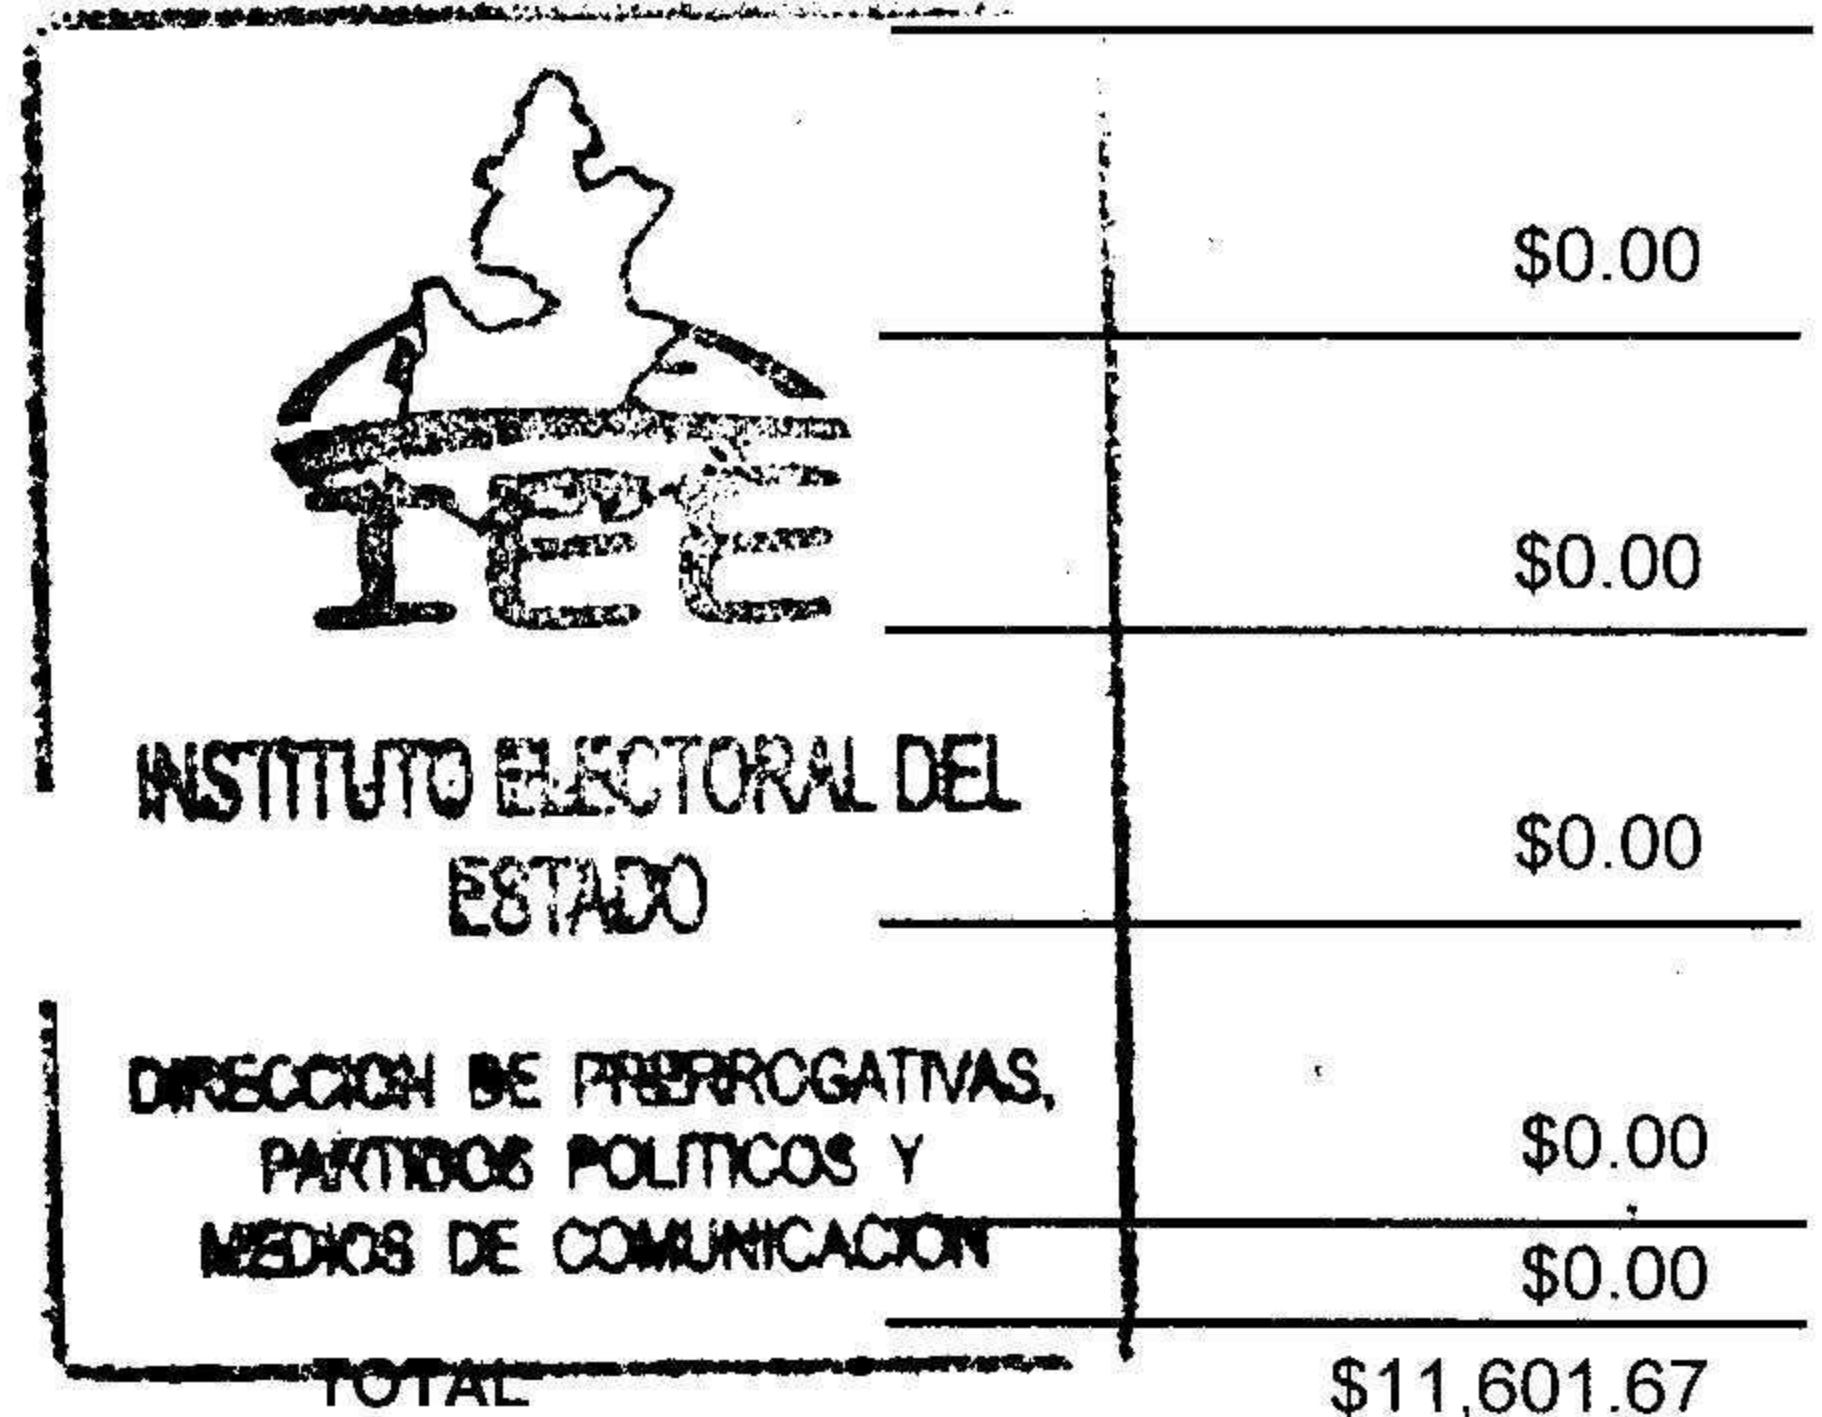 $0.00
IEE
$0.00
INSTITUTO ELECTORAL DEL
$0.00
ESTADO
DIRECCION DE PRERROGATIVAS,
$0.00
PARTIDOS POLITICOS Y
MEDIOS DE COMUNICACION
$0.00
TOTAL $11,601.67